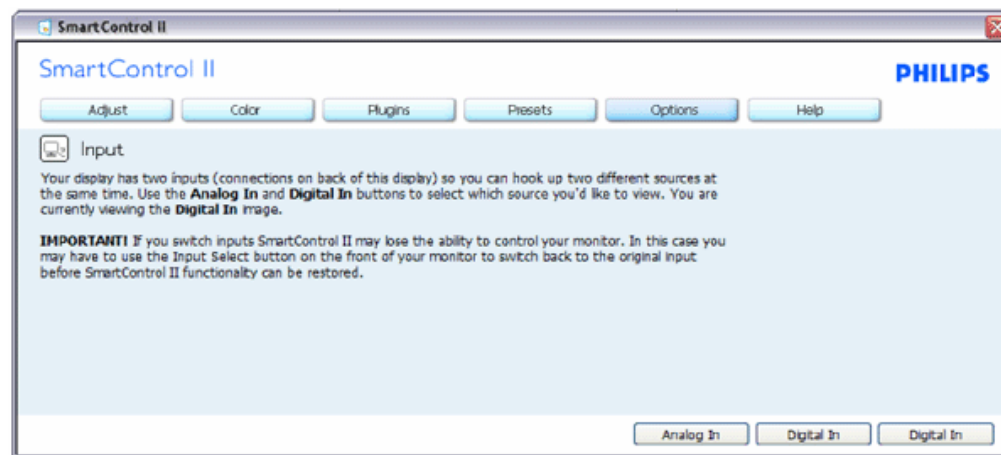 SmartControl II
SmartControl II
PHILIPS
Adjust Color Plugins Presets Options Help
Input
Your display has two inputs (connections on back of this display) so you can hook up two different sources at
the same time. Use the Analog In and Digital In buttons to select which source you'd like to view. You are
currently viewing the Digital In image.
IMPORTANT! If you switch inputs SmartControl II may lose the ability to control your monitor. In this case you
may have to use the Input Select button on the front of your monitor to switch back to the original input
before SmartControl II functionality can be restored.
Analog In Digital In Digital In